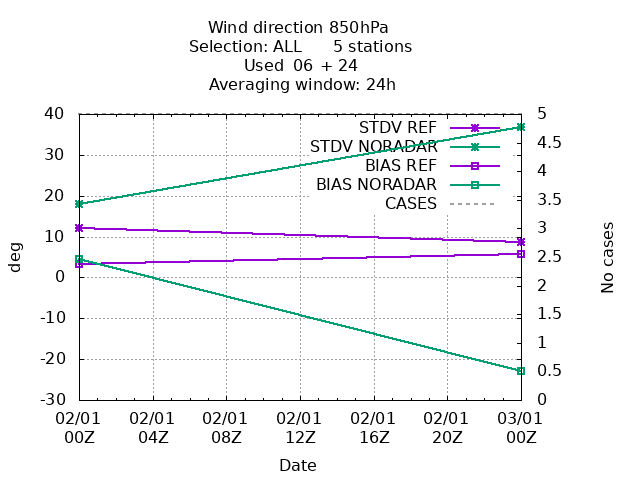 Wind direction 850hPa
Selection: ALL 5 stations
Used 06 + 24
Averaging window: 24h
40 5
STDV REF
4.5
STDV NORADAR
30 4
BIAS REF
BIAS NORADAR
20 3.5
CASES
3
10 2.5
deg
0 2
No cases
-10 1.5
1
-20 0.5
-30 0
02/01 02/01 02/01 02/01 02/01 02/01 03/01
00Z 04Z 08Z 12Z 16Z 20Z 00Z
Date